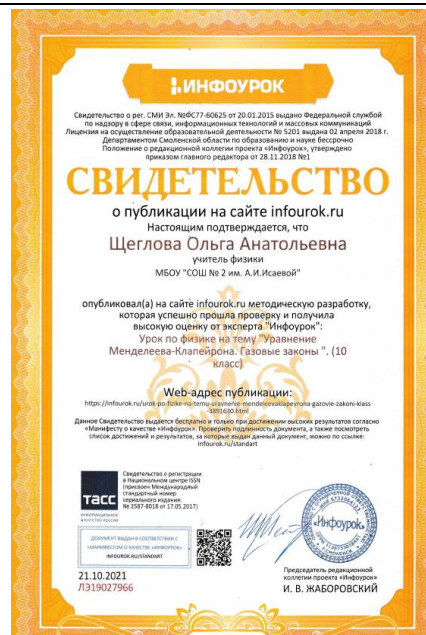 ИНФОУРОК
Свидетельство о рег. СМИ Эл. №ФС77-60625 от 20.01.2015 выдано Федеральной службой
по надзору в сфере связи, информационных технологий и массовых коммуникаций
Лицензия на осуществление образовательной деятельности № 5201 выдана 02 апреля 2018 г.
Департаментом Смоленской области по образованию и науке бессрочно
Положение о редакционной коллегии проекта «Инфоурок», утверждено
приказом главного редактора от 28.11.2018 №1
СВИДЕТЕЛЬСТВО
о публикации на сайте infourok.ru
Настоящим подтверждается, что
Щеглова Ольга Анатольевна
учитель физики
МБОУ "СОШ № 2 им. А.И.Исаевой"
опубликовал(а) на сайте infourok.ru методическую разработку,
которая успешно прошла проверку и получила
высокую оценку от эксперта "Инфоурок":
Урок по физике на тему "Уравнение
Менделеева-Клапейрона. Газовые законы ". (10
класс)
Web-адрес публикации:
https://infourok.ru/urok-po-fizike-na-temu-uravnenie-mendeleevaklapeyrona-gazovie-zakoni-klass
-3891630.html
Данное Свидетельство выдается бесплатно и только при достижении высоких результатов согласно
«Манифесту о качестве «Инфоурок». Проверить подлинность документа, а также посмотреть
список достижений и результатов, за которые выдан данный документ, можно по ссылке:
infourok.ru/standart
Свидетельство о регистрации
в Национальном центре ISSN
(присвоен Международный
стандартный номер
сериального издания:
№ 2587-8018 от 17.05.2017)
ТАСС
ИНФОРМАЦИОННОЕ
АГЕНТСТВО РОССИИ
ДОКУМЕНТ ВЫДАН В СООТВЕТСТВИИ С
«МАНИФЕСТОМ О КАЧЕСТВЕ «ИНФОУРОК»
INFOUROK.RU/STANDART
«Инфоурок»
21.10.2021
ЛЭ19027966
Председатель редакционной
коллегии проекта «Инфоурок»
И. В. ЖАБОРОВСКИЙ